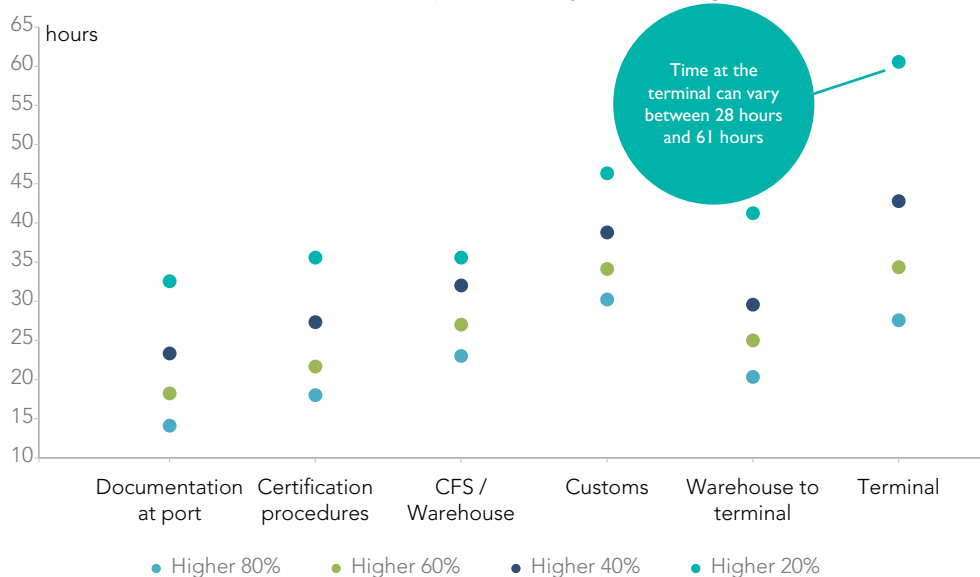 65
hours
60
55
50
45
40
35
30
25
20
15
10
Time at the
terminal can vary
between 28 hours
and 61 hours
Documentation
at port
Certification
procedures
CFS /
Warehouse
Customs
Warehouse to
terminal
Terminal
Higher 80%
Higher 60%
Higher 40%
Higher 20%